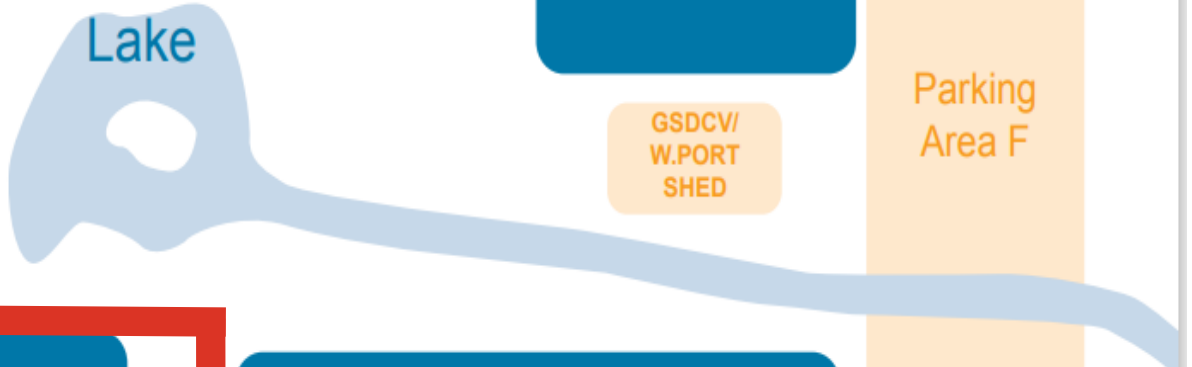 Lake
GSDCV/
W.PORT
SHED
Parking
Area F